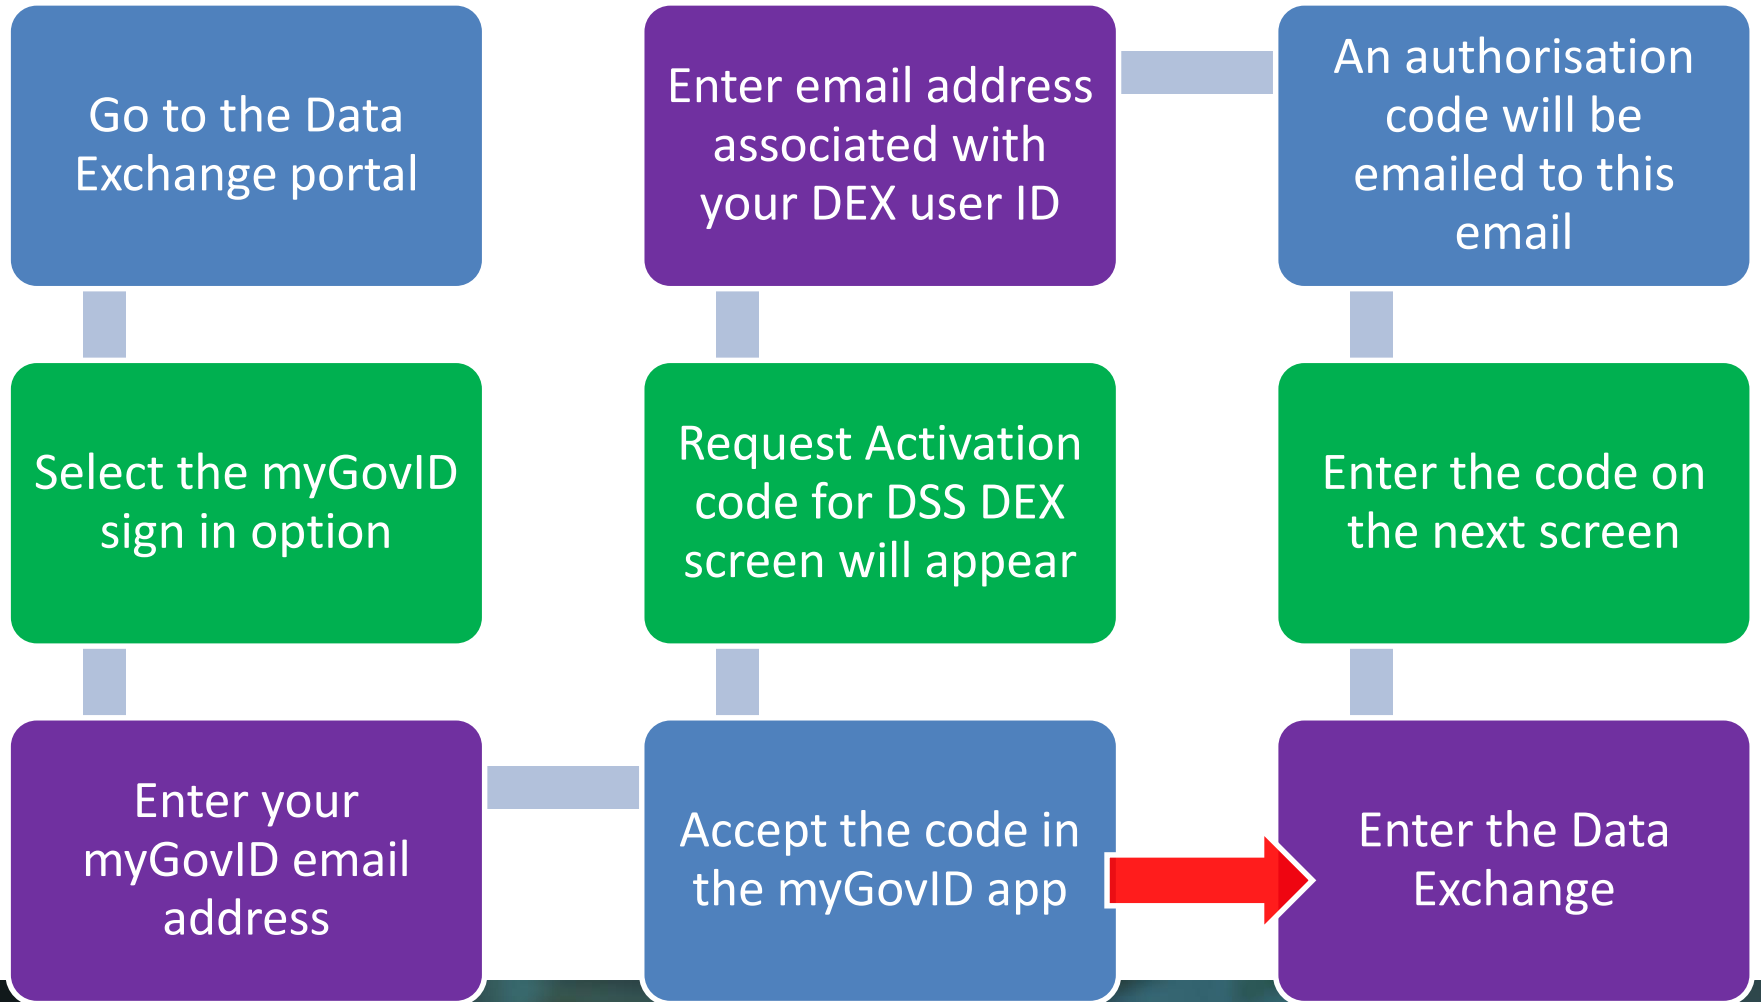 Go to the Data
Exchange portal
Select the myGovID
sign in option
Enter your
myGovID email
address
Accept the code in
the myGovID app
Request Activation
code for DSS DEX
screen will appear
Enter email address
associated with
your DEX user ID
An authorisation
code will be
emailed to this
email
Enter the code on
the next screen
Enter the Data
Exchange